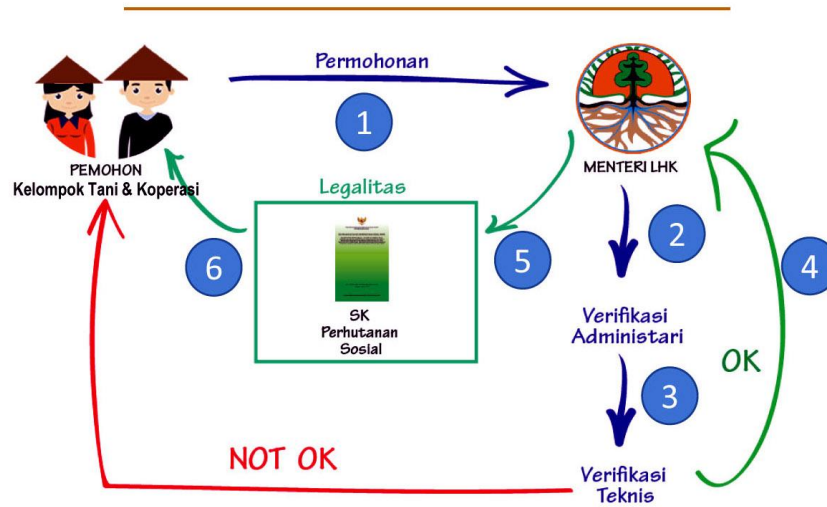 Permohonan
1
PEMOHON
Kelompok Tani & Koperasi
MENTERI LHK
Legalitas
2
6
5
4
SK
Perhutanan
Sosial
Verifikasi
Administari
OK
3
NOT OK
Verifikasi
Teknis